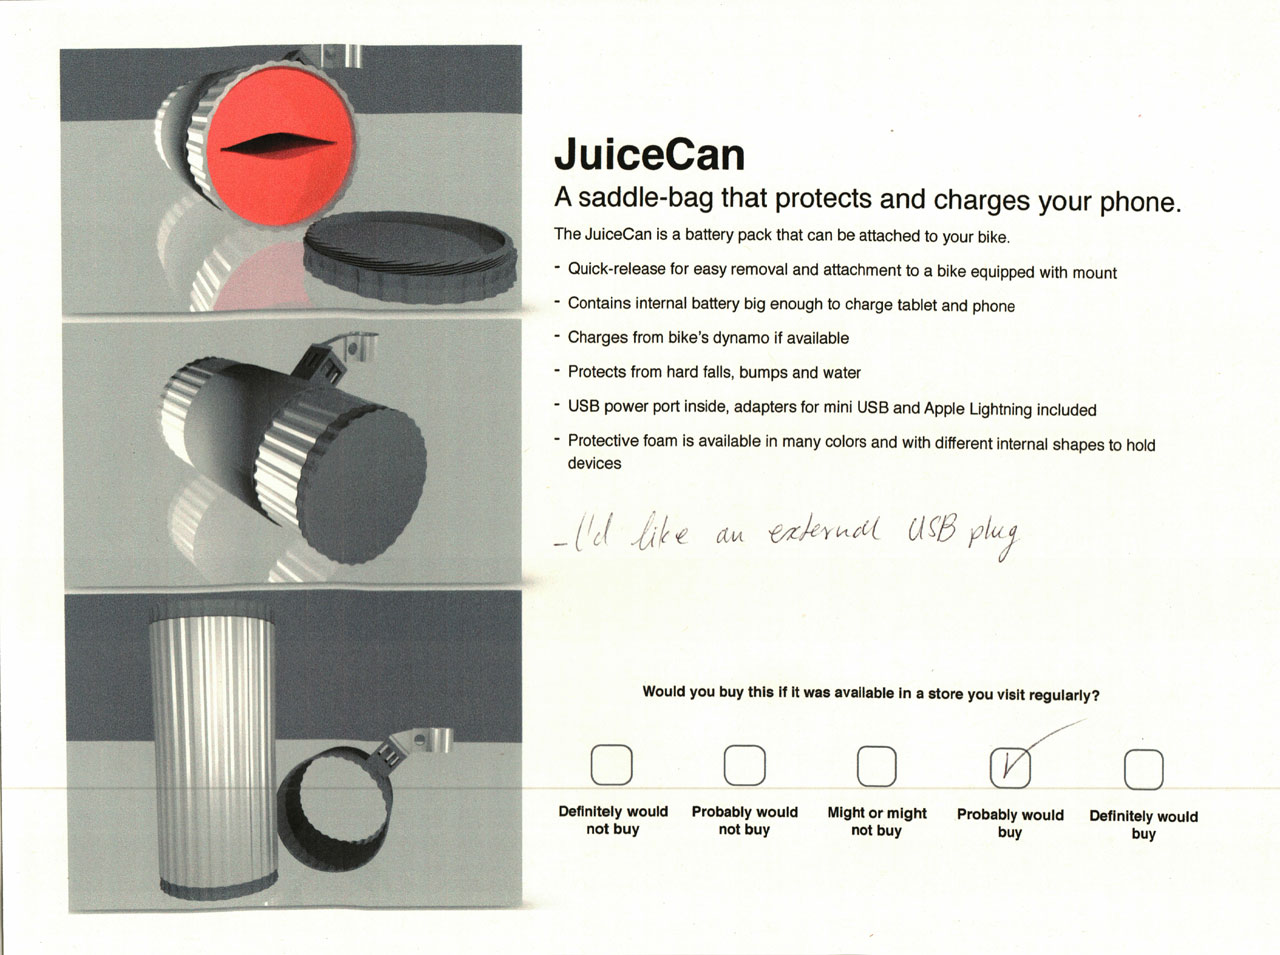 JuiceCan
A saddle-bag that protects and charges your phone.
The JuiceCan is a battery pack that can be attached to your bike.
- Quick-release for easy removal and attachment to a bike equipped with mount
- Contains internal battery big enough to charge tablet and phone
- Charges from bike's dynamo if available
- Protects from hard falls, bumps and water
- USB power port inside, adapters for mini USB and Apple Lightning included
- Protective foam is available in many colors and with different internal shapes to hold
devices
- I'd like an external USB plug
Would you buy this if it was available in a store you visit regularly?
Definitely would
not buy
Probably would
not buy
Might or might
not buy
Probably would
buy
Definitely would
buy